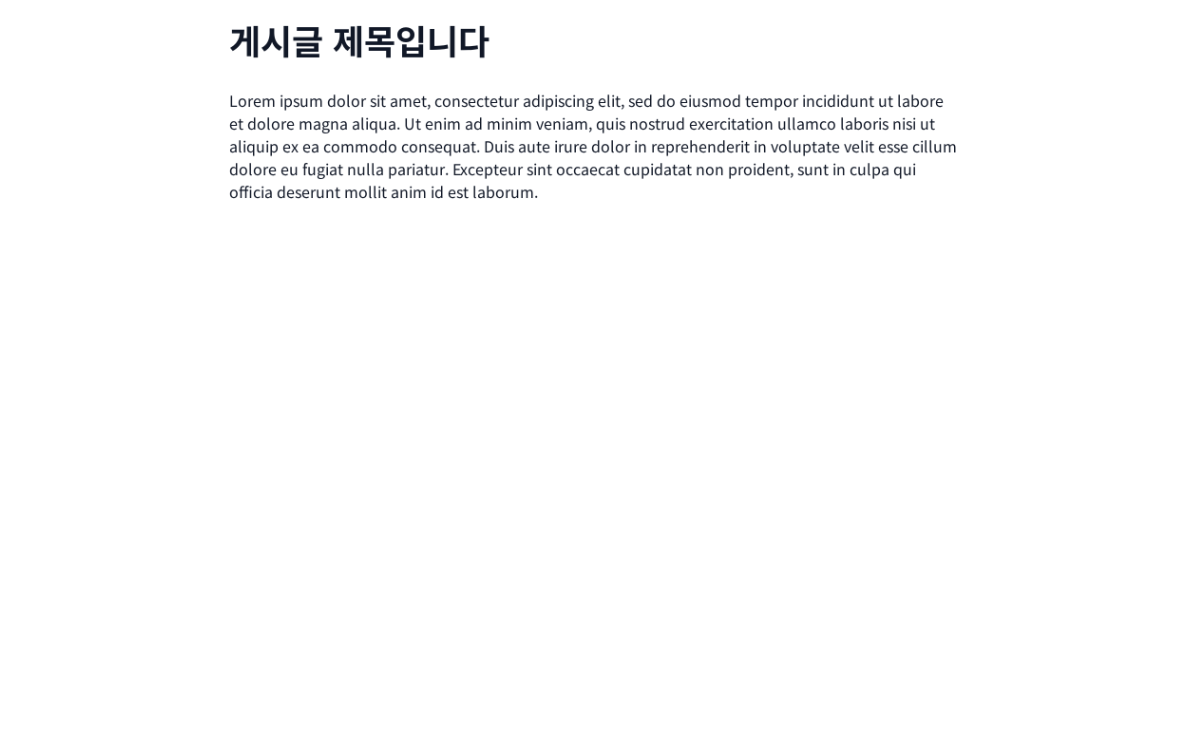 게시글 제목입니다
Lorem ipsum dolor sit amet, consectetur adipiscing elit, sed do eiusmod tempor incididunt ut labore
et dolore magna aliqua. Ut enim ad minim veniam, quis nostrud exercitation ullamco laboris nisi ut
aliquip ex ea commodo consequat. Duis aute irure dolor in reprehenderit in voluptate velit esse cillum
dolore eu fugiat nulla pariatur. Excepteur sint occaecat cupidatat non proident, sunt in culpa qui
officia deserunt mollit anim id est laborum.